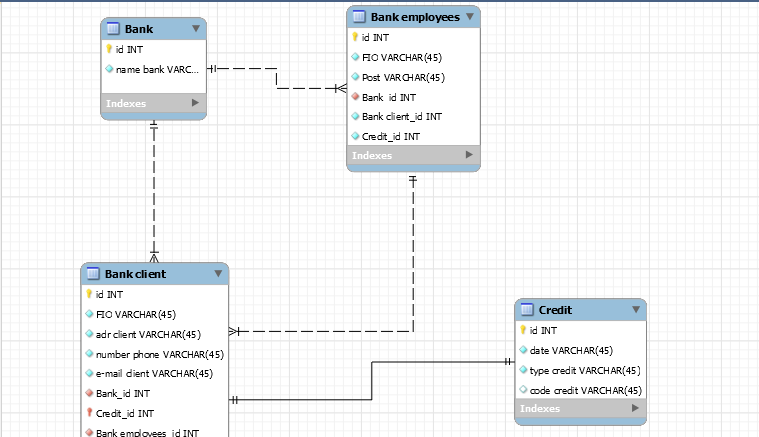 Bank
id INT
name bank VARC...
Indexes
Bank employees
id INT
FIO VARCHAR(45)
Post VARCHAR(45)
Bank_id INT
Bank client_id INT
Credit_id INT
Indexes
Bank client
id INT
FIO VARCHAR(45)
adr client VARCHAR(45)
number phone VARCHAR(45)
e-mail client VARCHAR(45)
Bank_id INT
Credit_id INT
Bank employees_id INT
Credit
id INT
date VARCHAR(45)
type credit VARCHAR(45)
code credit VARCHAR(45)
Indexes